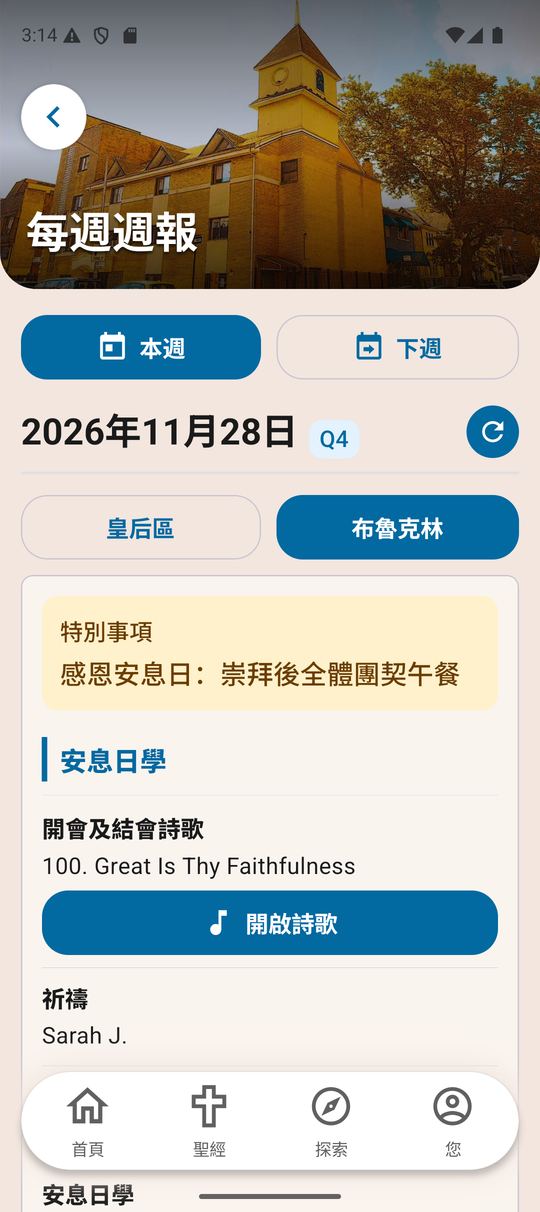 3:14
每週週報
本週
下週
2026年11月28日 Q4
皇后區
布魯克林
特別事項
感恩安息日：崇拜後全體團契午餐
安息日學
開會及結會詩歌
100. Great Is Thy Faithfulness
開啟詩歌
祈禱
Sarah J.
首頁
聖經
探索
您
安息日學